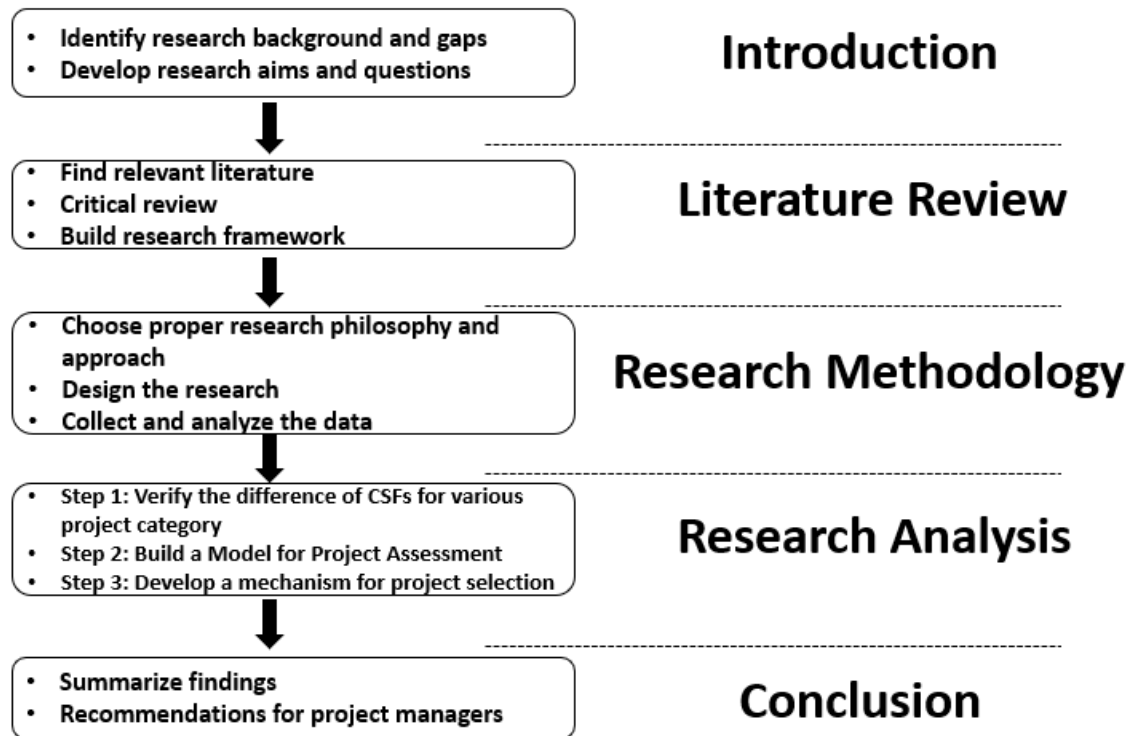 • Identify research background and gaps
• Develop research aims and questions
Introduction
• Find relevant literature
• Critical review
• Build research framework
Literature Review
• Choose proper research philosophy and
approach
• Design the research
• Collect and analyze the data
Research Methodology
• Step 1: Verify the difference of CSFs for various
project category
• Step 2: Build a Model for Project Assessment
• Step 3: Develop a mechanism for project selection
Research Analysis
• Summarize findings
• Recommendations for project managers
Conclusion